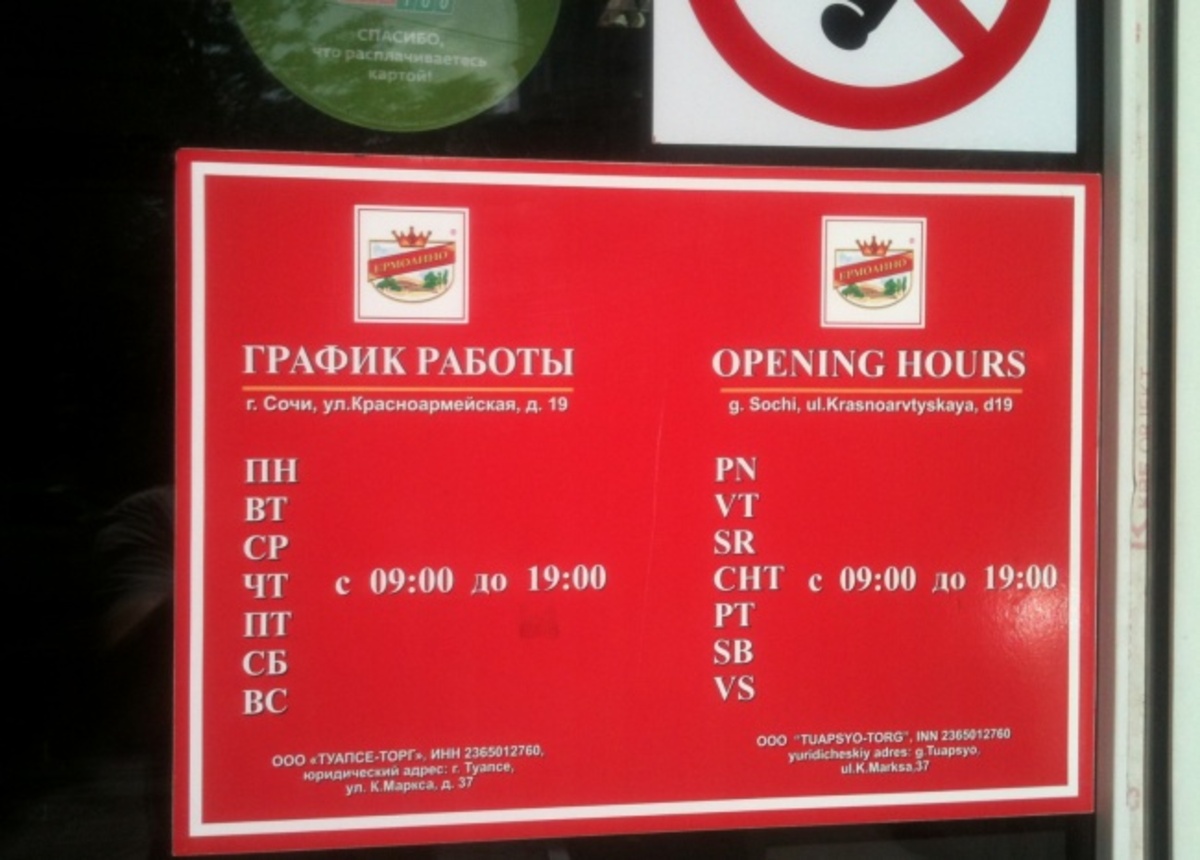 СПАСИБО,
что расплачиваетесь
картой!
ЕРМОЛИНО
ГРАФИК РАБОТЫ
г. Сочи, ул.Красноармейская, д. 19
ПН
ВТ
СР
ЧТ с 09:00 до 19:00
ПТ
СБ
ВС
ООО «ТУАПСЕ-ТОРГ», ИНН 2365012760,
юридический адрес: г. Туапсе,
ул. К.Маркса, д. 37
ЕРМОЛИНО
OPENING HOURS
g. Sochi, ul.Krasnoarvtyskaya, d19
PN
VT
SR
CHT с 09:00 до 19:00
PT
SB
VS
OOO "TUAPSYO-TORG", INN 2365012760
yuridicheskiy adres: g.Tuapsyo.
ul.K.Marksa,37